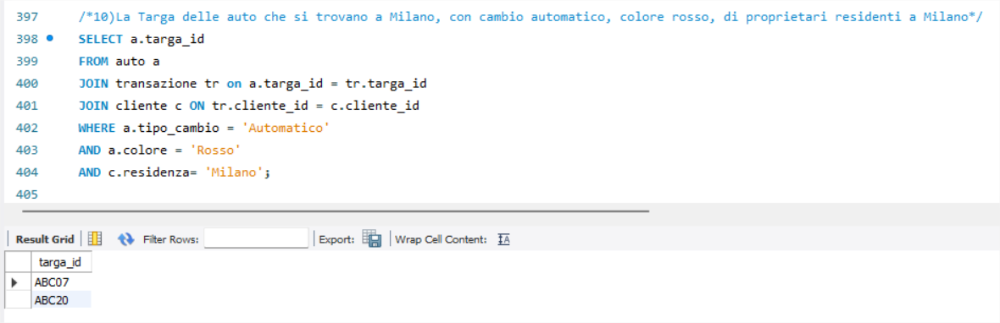 397 /*10)La Targa delle auto che si trovano a Milano, con cambio automatico, colore rosso, di proprietari residenti a Milano*/
398 SELECT a.targa_id
399 FROM auto a
400 JOIN transazione tr on a.targa_id = tr.targa_id
401 JOIN cliente c ON tr.cliente_id = c.cliente_id
402 WHERE a.tipo_cambio = 'Automatico'
403 AND a.colore = 'Rosso'
404 AND c.residenza= 'Milano';
405
Result Grid Filter Rows: Export: Wrap Cell Content: IA
targa_id
ABC07
ABC20